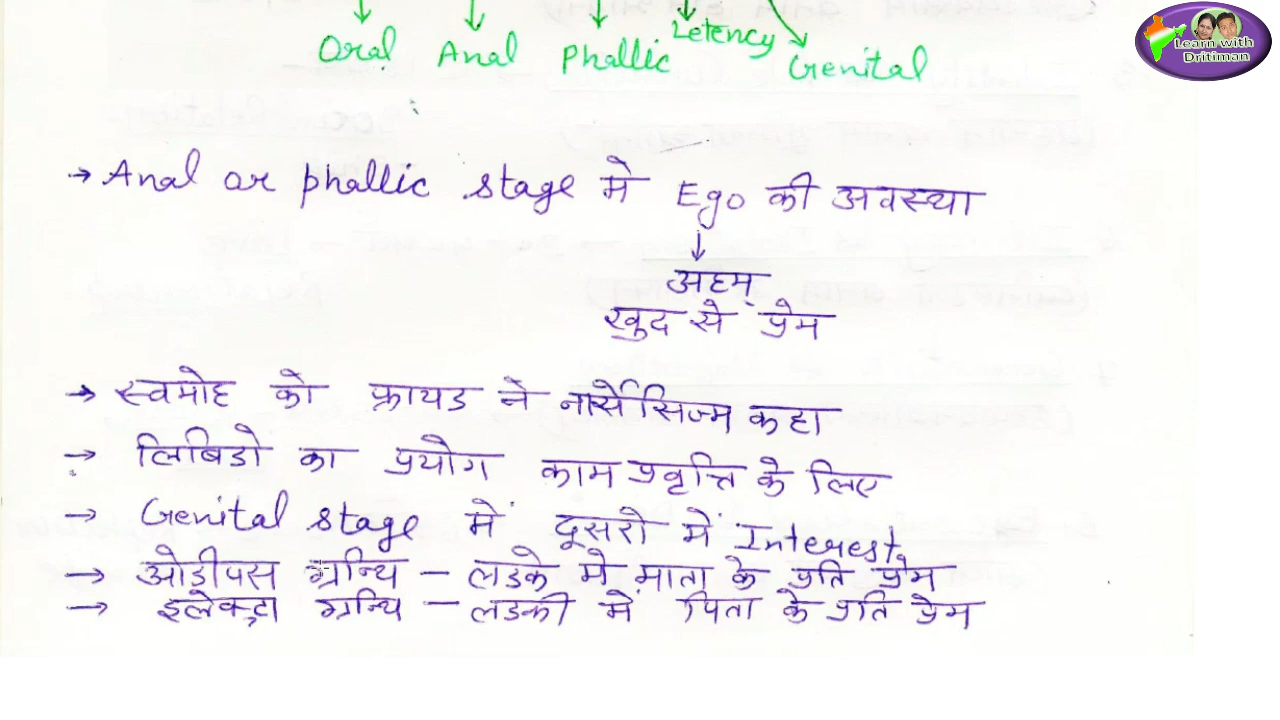 Learn with
Dritiman
Oral Anal Phallic Letency Genital
→ Anal or phallic stage मे Ego की अवस्था
अहम्
खुद से प्रेम
→ स्वमोह को फ्रायड ने नार्सेसिज्म कहा
→ लिबिडो का प्रयोग काम प्रवृत्ति के लिए
→ Genital stage में दूसरो में Interest.
→ ओडीपस ग्रन्थि – लडके मे माता के प्रति प्रेम
→ इलेक्ट्रा ग्रन्थि – लडकी मे पिता के प्रति प्रेम